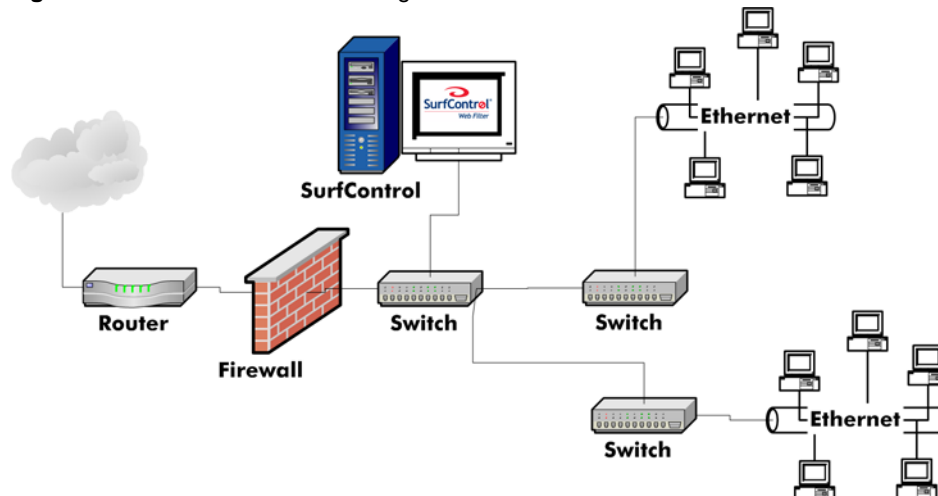 SurfControl
Web Filter
SurfControl
Ethernet
Router
Firewall
Switch
Switch
Switch
Ethernet